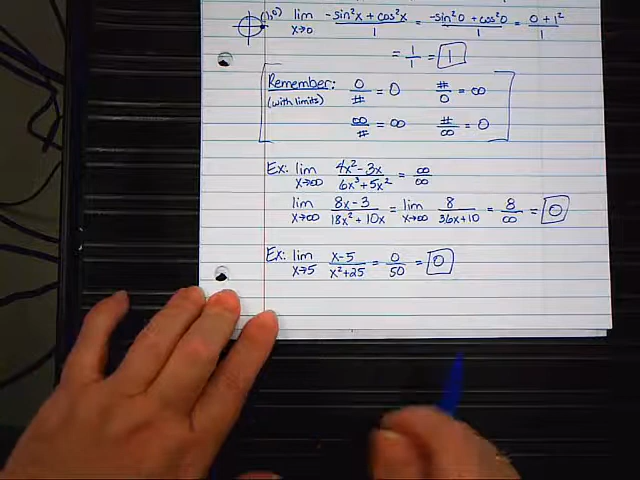 (1,0) lim x→0 -sin²x + cos²x / 1 = -sin²0 + cos²0 / 1 = 0 + 1² / 1
= 1/1 = 1
Remember: 0/# = 0 #/0 = ∞
(with limits)
∞/# = ∞ #/∞ = 0
Ex: lim x→∞ 4x² - 3x / 6x³ + 5x² = ∞/∞
lim x→∞ 8x - 3 / 18x² + 10x = lim x→∞ 8 / 36x + 10 = 8/∞ = 0
Ex: lim x→5 x - 5 / x² + 25 = 0/50 = 0